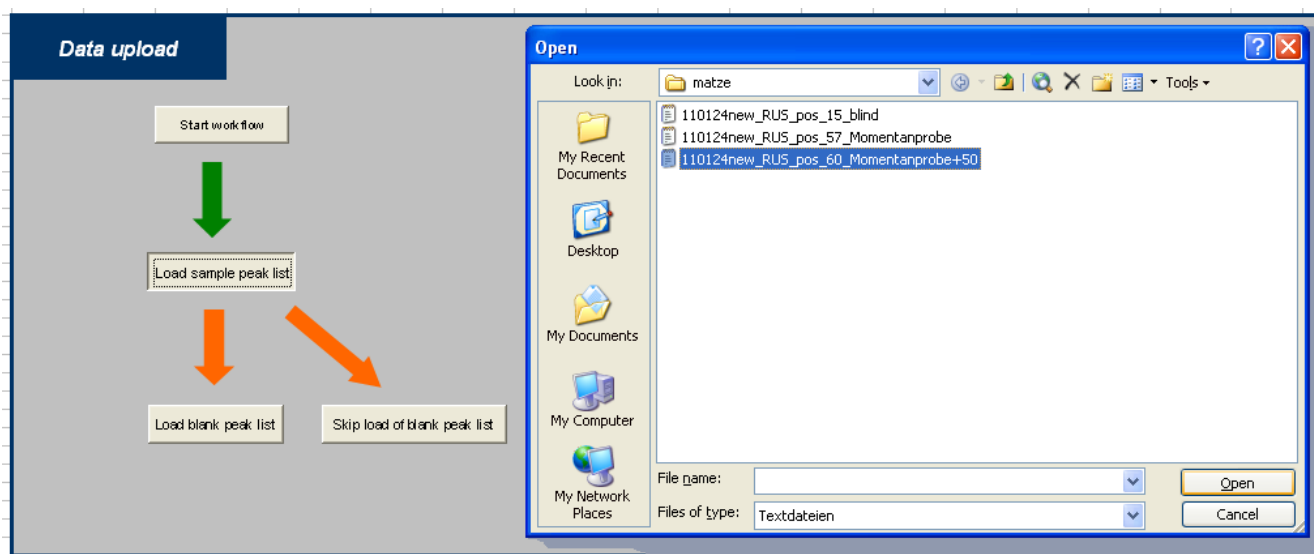 Data upload
Start workflow
Load sample peak list
Load blank peak list
Skip load of blank peak list
Open
Look in:
matze
Tools
My Recent
Documents
Desktop
My Documents
My Computer
My Network
Places
110124new_RUS_pos_15_blind
110124new_RUS_pos_57_Momentanprobe
110124new_RUS_pos_60_Momentanprobe+50
File name:
Open
Files of type:
Textdateien
Cancel